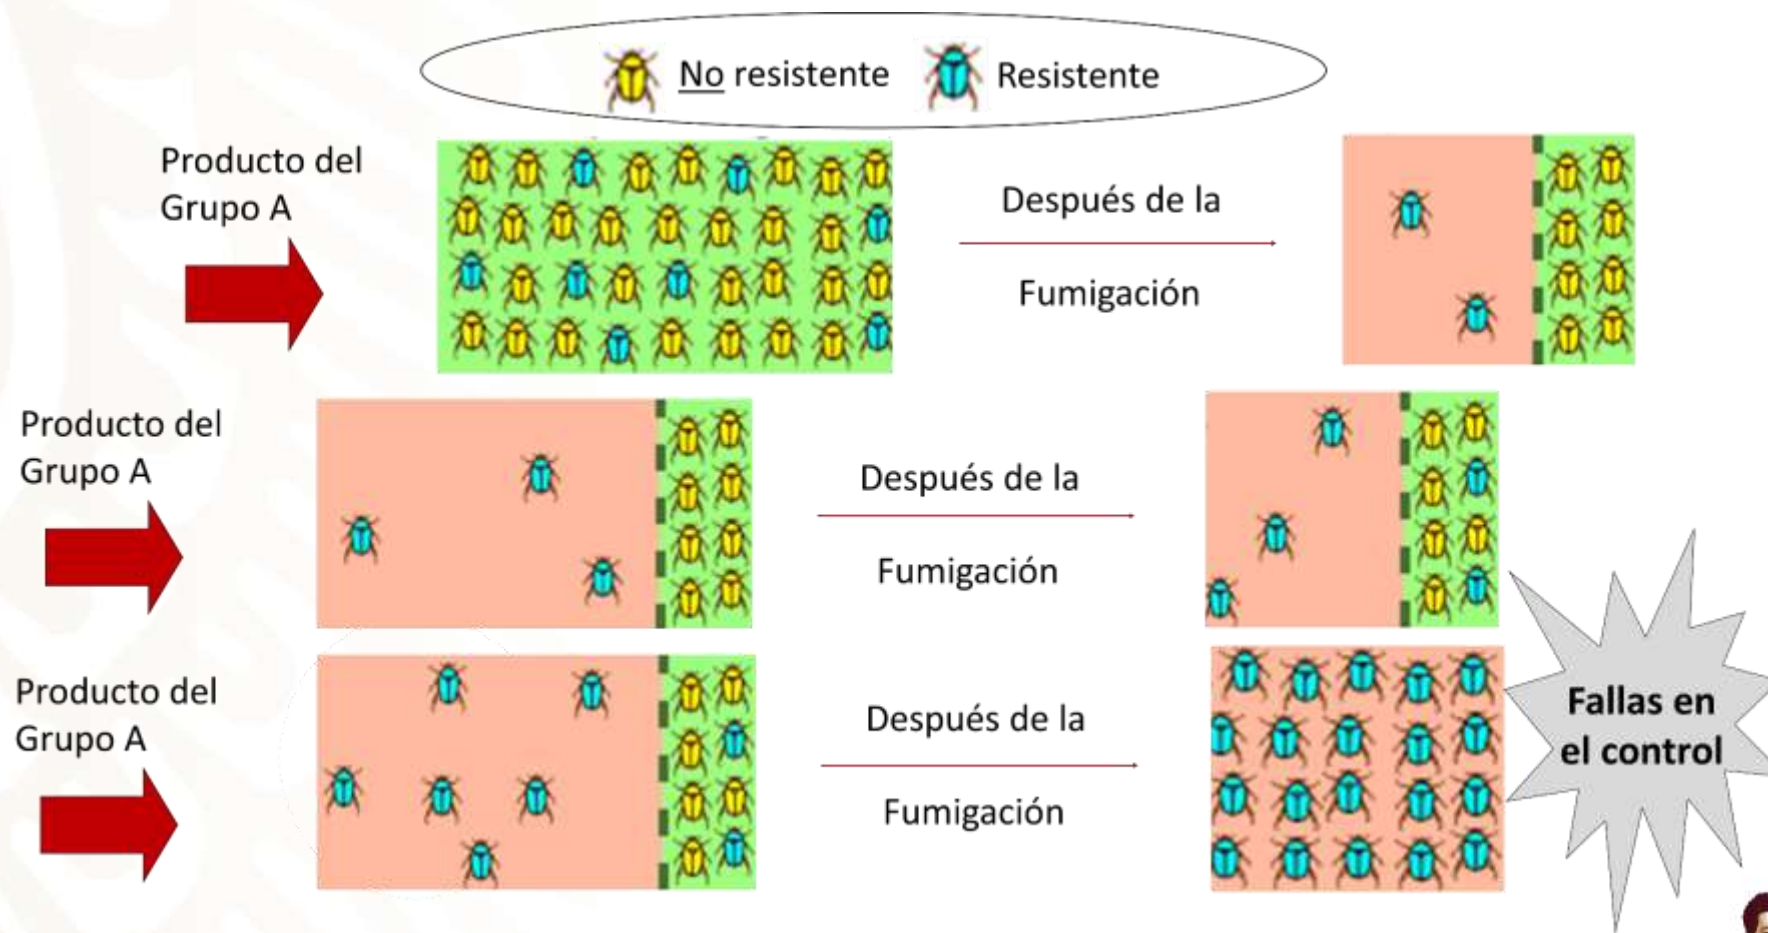 No resistente
Resistente
Producto del
Grupo A
Después de la
Fumigación
Producto del
Grupo A
Después de la
Fumigación
Producto del
Grupo A
Después de la
Fumigación
Fallas en
el control